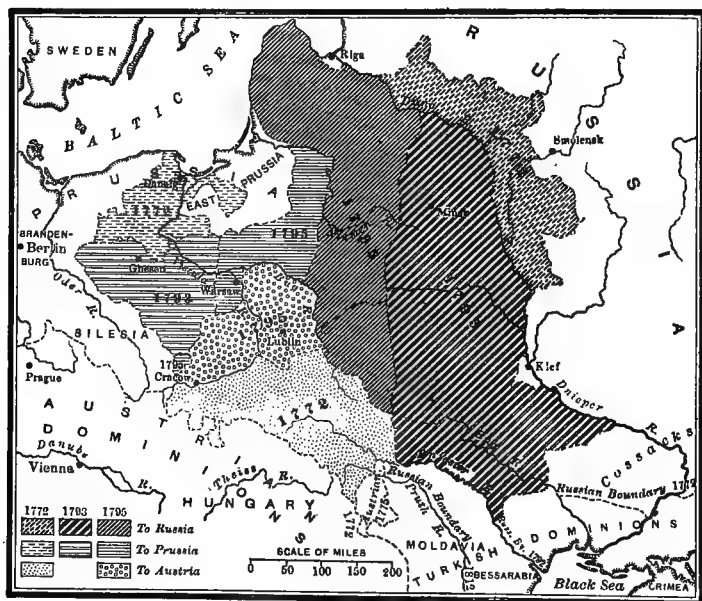 SWEDEN
BALTIC SEA
Riga
RUSSIA
Smolensk
Minsk
PRUSSIA
EAST PRUSSIA
Danzig
1772
1795
1793
BRANDEN-
BURG
Berlin
Oder R.
Warsaw
SILESIA
1795
Lublin
1795
Cracow
Prague
1772
Kief
Dnieper R.
Cossacks
Russian Boundary
AUSTRIAN
DOMINIONS
Danube R.
Vienna
Theiss R.
HUNGARY
Russian Boundary
Pruth R.
MOLDAVIA
TURKISH DOMINIONS
BESSARABIA
Black Sea
CRIMEA
1772 1793 1795
To Russia
To Prussia
To Austria
SCALE OF MILES
0 50 100 150 200